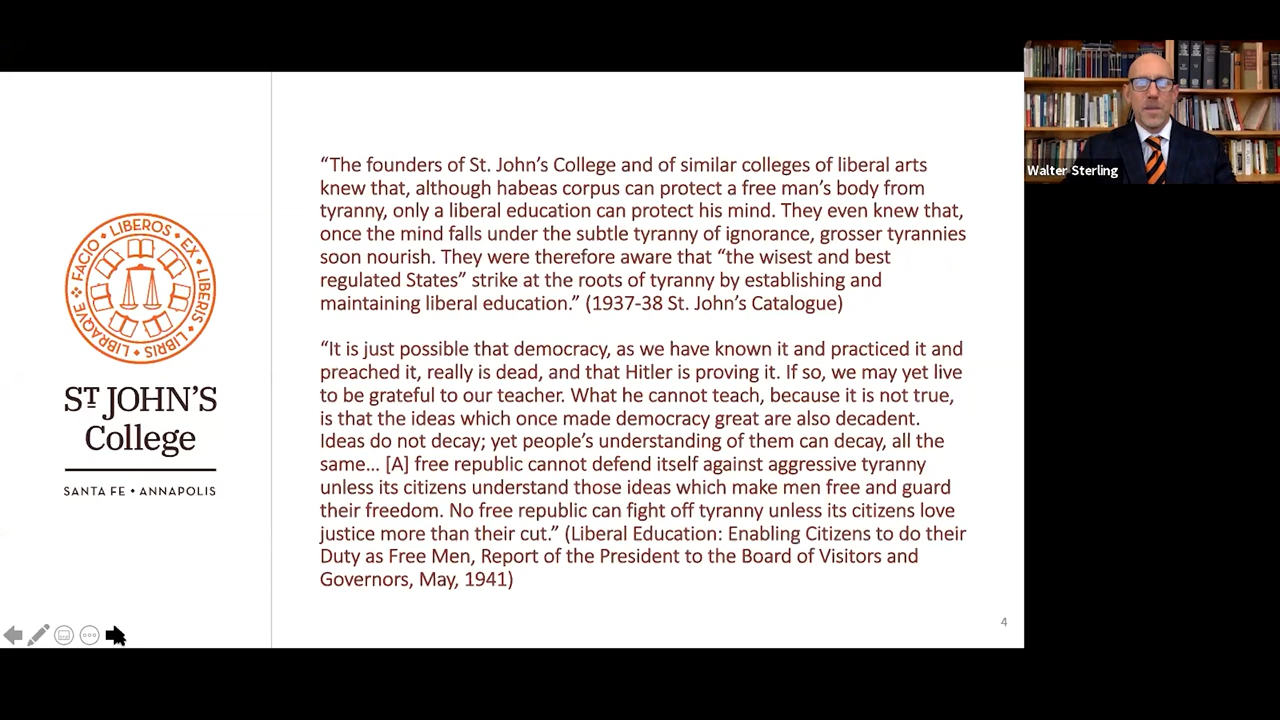 FACIO LIBEROS EX LIBERIS LIBRIS LIBRAQVE
ST JOHN'S
College
SANTA FE • ANNAPOLIS
“The founders of St. John’s College and of similar colleges of liberal arts
knew that, although habeas corpus can protect a free man’s body from
tyranny, only a liberal education can protect his mind. They even knew that,
once the mind falls under the subtle tyranny of ignorance, grosser tyrannies
soon nourish. They were therefore aware that “the wisest and best
regulated States” strike at the roots of tyranny by establishing and
maintaining liberal education.” (1937-38 St. John’s Catalogue)
“It is just possible that democracy, as we have known it and practiced it and
preached it, really is dead, and that Hitler is proving it. If so, we may yet live
to be grateful to our teacher. What he cannot teach, because it is not true,
is that the ideas which once made democracy great are also decadent.
Ideas do not decay; yet people’s understanding of them can decay, all the
same… [A] free republic cannot defend itself against aggressive tyranny
unless its citizens understand those ideas which make men free and guard
their freedom. No free republic can fight off tyranny unless its citizens love
justice more than their cut.” (Liberal Education: Enabling Citizens to do their
Duty as Free Men, Report of the President to the Board of Visitors and
Governors, May, 1941)
4
Walter Sterling